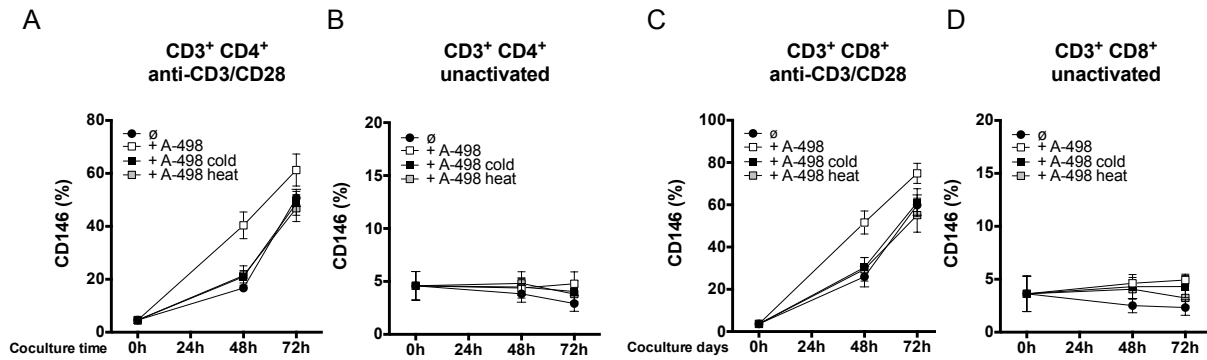 A
CD3⁺ CD4⁺
anti-CD3/CD28
CD146 (%)
80
60
40
20
0
ø
+ A-498
+ A-498 cold
+ A-498 heat
Coculture time
0h 24h 48h 72h
B
CD3⁺ CD4⁺
unactivated
CD146 (%)
20
15
10
5
0
ø
+ A-498
+ A-498 cold
+ A-498 heat
0h 24h 48h 72h
C
CD3⁺ CD8⁺
anti-CD3/CD28
CD146 (%)
100
80
60
40
20
0
ø
+ A-498
+ A-498 cold
+ A-498 heat
Coculture days
0h 24h 48h 72h
D
CD3⁺ CD8⁺
unactivated
CD146 (%)
20
15
10
5
0
ø
+ A-498
+ A-498 cold
+ A-498 heat
0h 24h 48h 72h